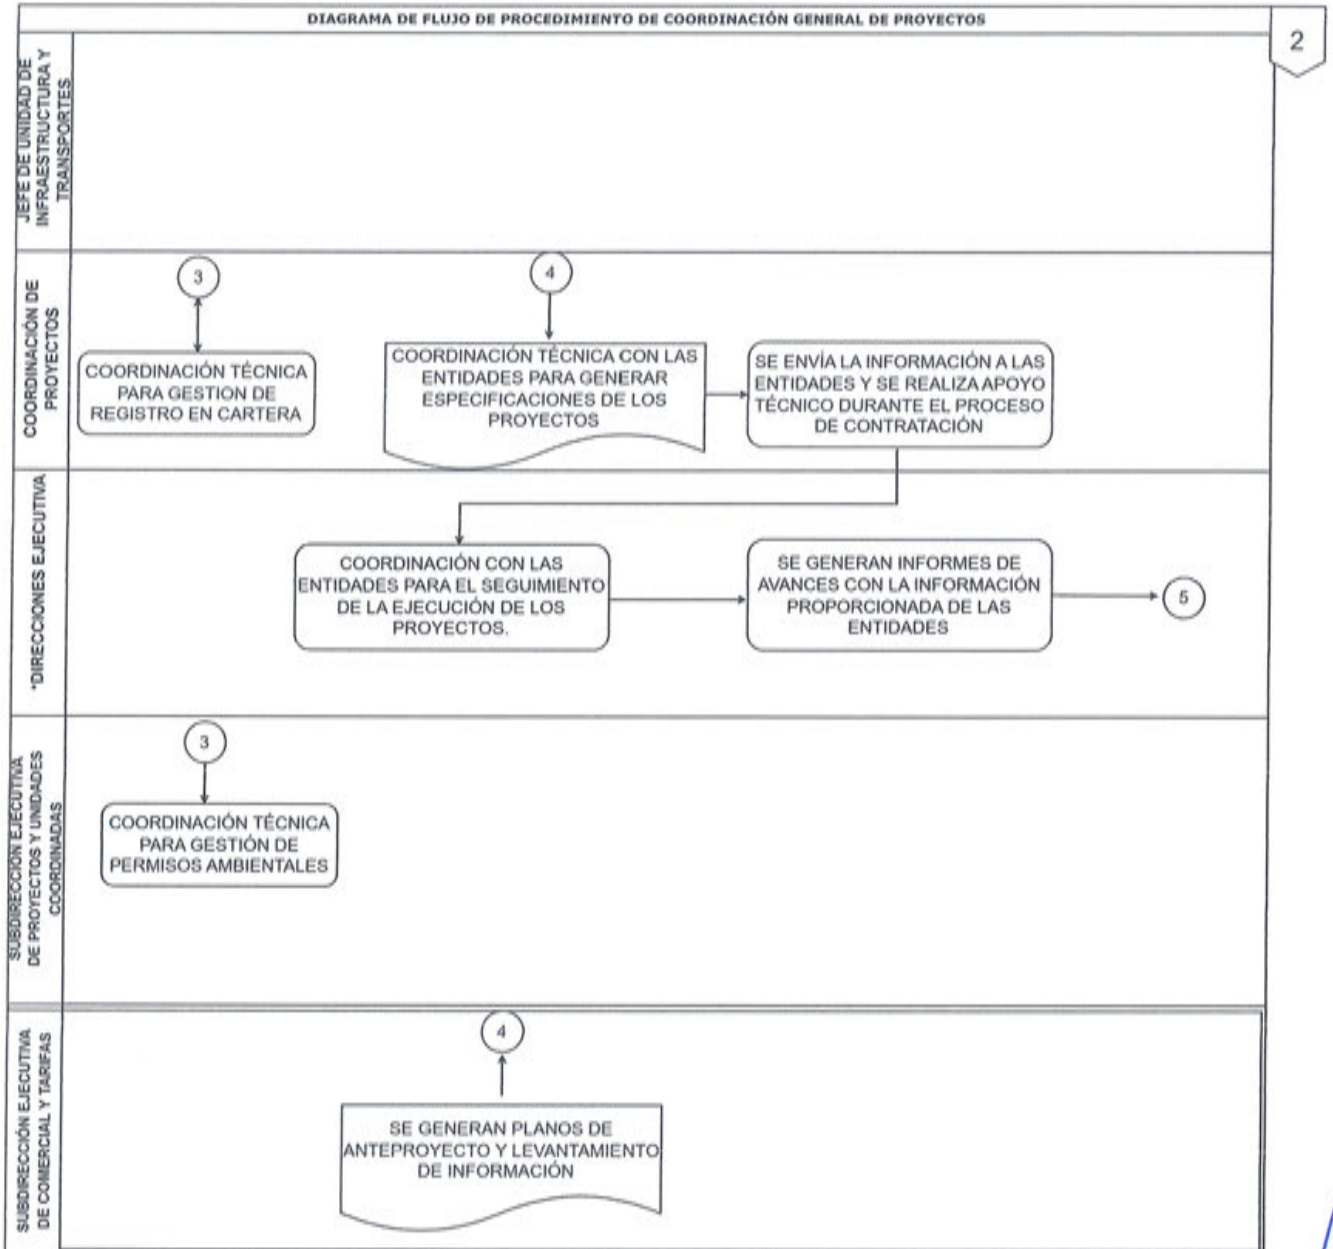 DIAGRAMA DE FLUJO DE PROCEDIMIENTO DE COORDINACIÓN GENERAL DE PROYECTOS
2
JEFE DE UNIDAD DE
INFRAESTRUCTURA Y
TRANSPORTES
COORDINACIÓN DE
PROYECTOS
3
COORDINACIÓN TÉCNICA
PARA GESTION DE
REGISTRO EN CARTERA
4
COORDINACIÓN TÉCNICA CON LAS
ENTIDADES PARA GENERAR
ESPECIFICACIONES DE LOS
PROYECTOS
SE ENVÍA LA INFORMACIÓN A LAS
ENTIDADES Y SE REALIZA APOYO
TÉCNICO DURANTE EL PROCESO
DE CONTRATACIÓN
*DIRECCIONES EJECUTIVA
COORDINACIÓN CON LAS
ENTIDADES PARA EL SEGUIMIENTO
DE LA EJECUCIÓN DE LOS
PROYECTOS.
SE GENERAN INFORMES DE
AVANCES CON LA INFORMACIÓN
PROPORCIONADA DE LAS
ENTIDADES
5
SUBDIRECCIÓN EJECUTIVA
DE PROYECTOS Y UNIDADES
COORDINADAS
3
COORDINACIÓN TÉCNICA
PARA GESTIÓN DE
PERMISOS AMBIENTALES
SUBDIRECCIÓN EJECUTIVA
DE COMERCIAL Y TARIFAS
4
SE GENERAN PLANOS DE
ANTEPROYECTO Y LEVANTAMIENTO
DE INFORMACIÓN